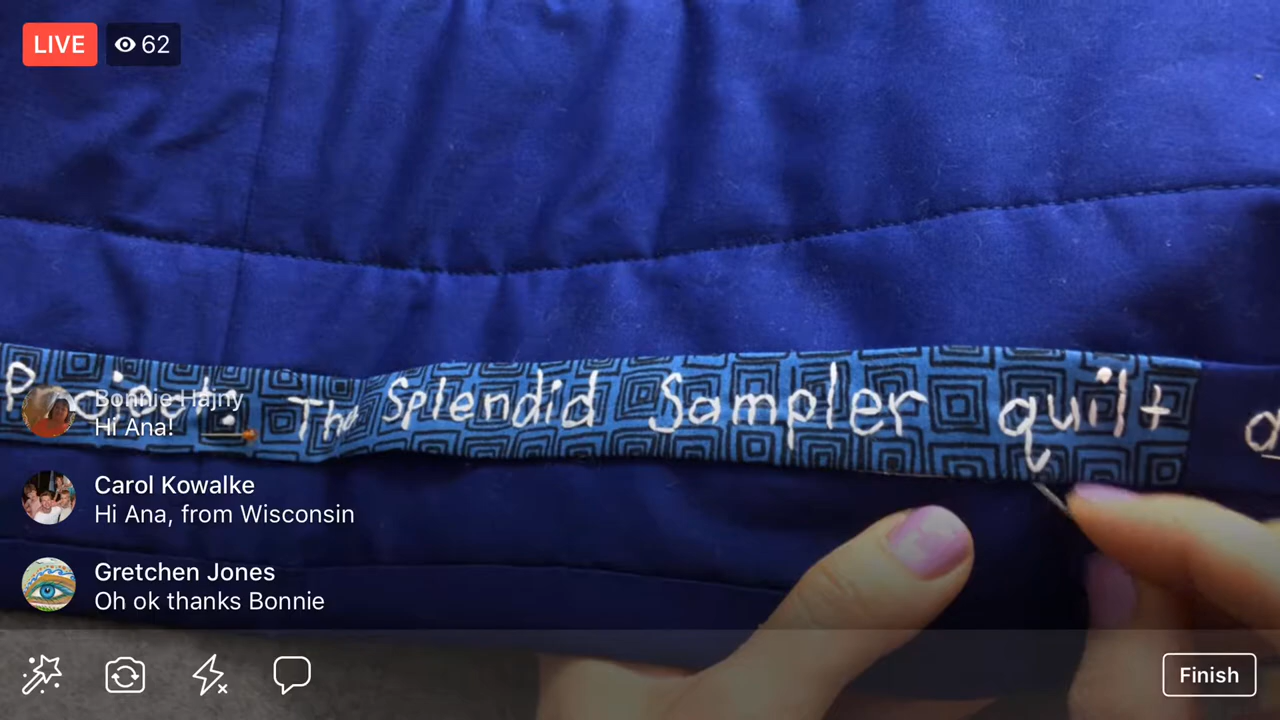 LIVE
62
Project: The Splendid Sampler quilt
Bonnie Hajny
Hi Ana!
Carol Kowalke
Hi Ana, from Wisconsin
Gretchen Jones
Oh ok thanks Bonnie
Finish